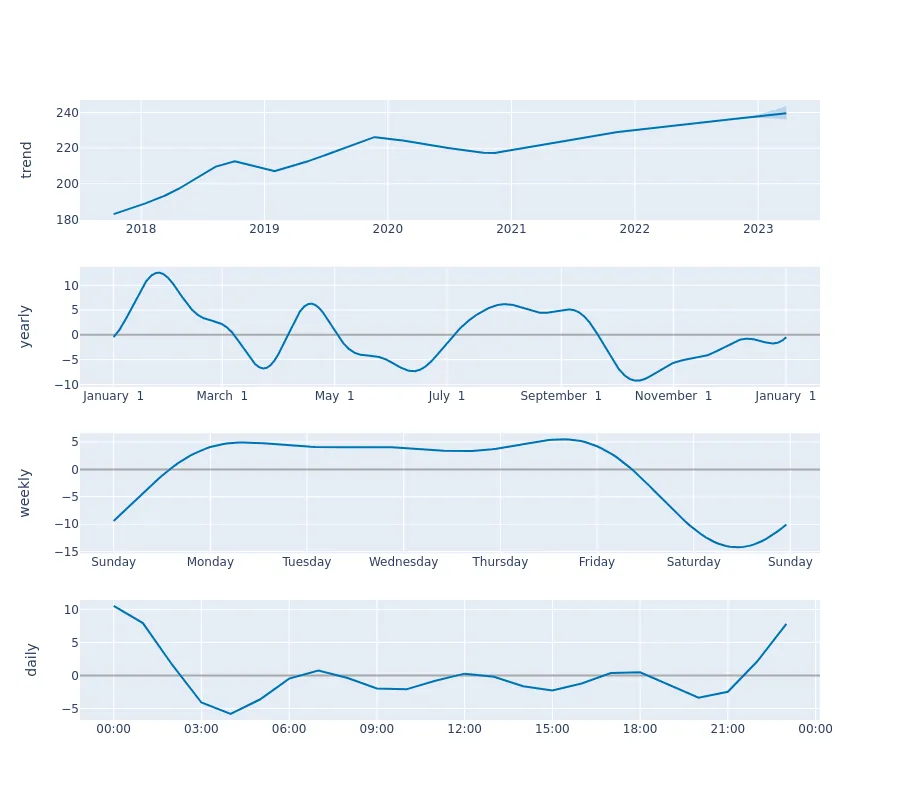 trend
240
220
200
180
2018 2019 2020 2021 2022 2023
yearly
10
5
0
−5
−10
January 1 March 1 May 1 July 1 September 1 November 1 January 1
weekly
5
0
−5
−10
−15
Sunday Monday Tuesday Wednesday Thursday Friday Saturday Sunday
daily
10
5
0
−5
00:00 03:00 06:00 09:00 12:00 15:00 18:00 21:00 00:00